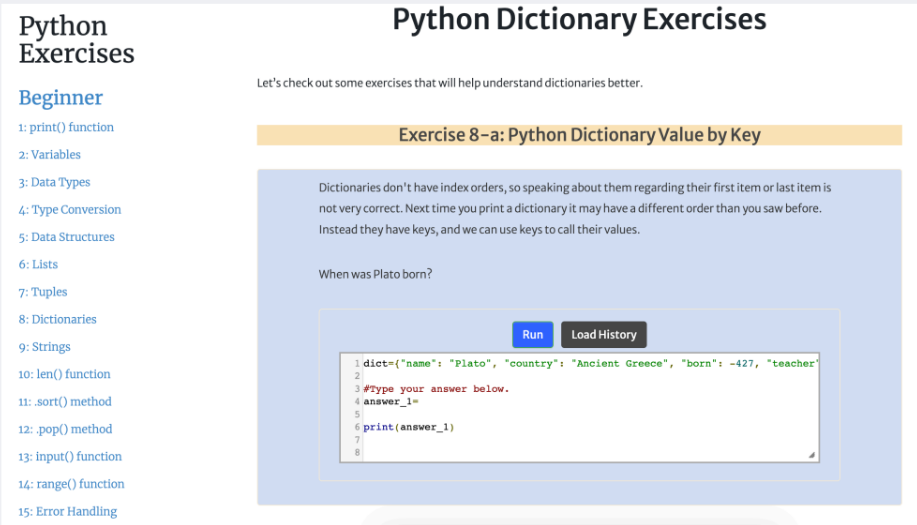 Python
Exercises
Beginner
1: print() function
2: Variables
3: Data Types
4: Type Conversion
5: Data Structures
6: Lists
7: Tuples
8: Dictionaries
9: Strings
10: len() function
11: .sort() method
12: .pop() method
13: input() function
14: range() function
15: Error Handling
Python Dictionary Exercises
Let's check out some exercises that will help understand dictionaries better.
Exercise 8-a: Python Dictionary Value by Key
Dictionaries don't have index orders, so speaking about them regarding their first item or last item is
not very correct. Next time you print a dictionary it may have a different order than you saw before.
Instead they have keys, and we can use keys to call their values.
When was Plato born?
Run Load History
1 dict={"name": "Plato", "country": "Ancient Greece", "born": -427, "teacher"
2
3 #Type your answer below.
4 answer_1=
5
6 print(answer_1)
7
8